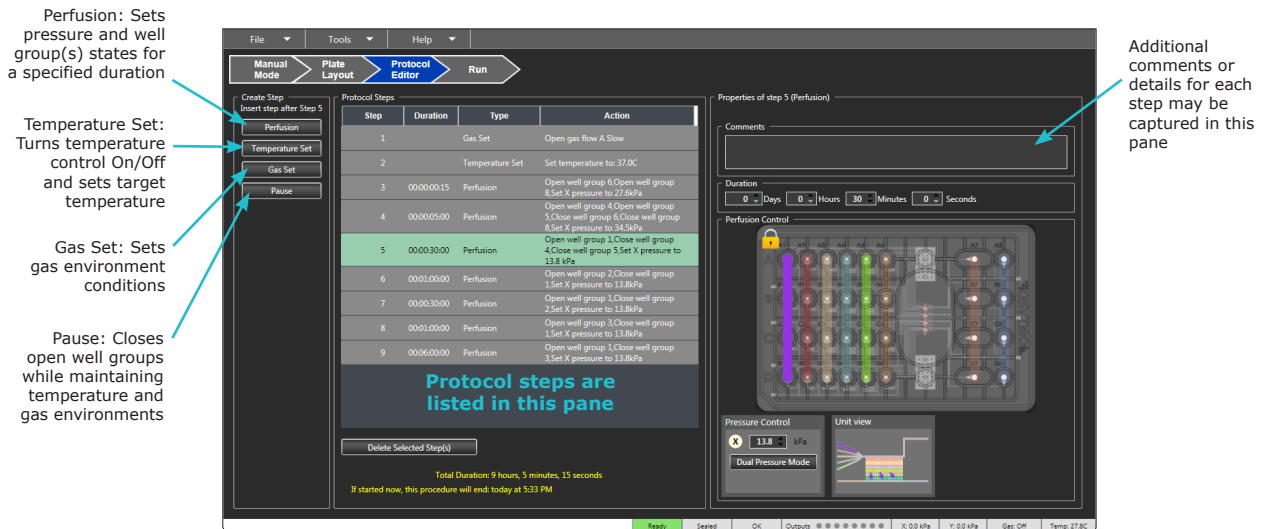 Perfusion: Sets
pressure and well
group(s) states for
a specified duration
Temperature Set:
Turns temperature
control On/Off
and sets target
temperature
Gas Set: Sets
gas environment
conditions
Pause: Closes
open well groups
while maintaining
temperature and
gas environments
File Tools Help
Manual Mode
Plate Layout
Protocol Editor
Run
Create Step
Insert step after Step 5
Perfusion
Temperature Set
Gas Set
Pause
Protocol Steps
Step Duration Type Action
1 Gas Set Open gas flow A Slow
2 Temperature Set Set temperature to: 37.0C
3 00:00:00:15 Perfusion Open well group 6,Open well group
8,Set X pressure to 27.6kPa
4 00:00:05:00 Perfusion Open well group 4,Open well group
5,Close well group 6,Close well group
8,Set X pressure to 34.5kPa
5 00:00:30:00 Perfusion Open well group 1,Close well group
4,Close well group 5,Set X pressure to
13.8 kPa
6 00:01:00:00 Perfusion Open well group 2,Close well group
1,Set X pressure to 13.8kPa
7 00:00:30:00 Perfusion Open well group 1,Close well group
2,Set X pressure to 13.8kPa
8 00:01:00:00 Perfusion Open well group 3,Close well group
1,Set X pressure to 13.8kPa
9 00:06:00:00 Perfusion Open well group 1,Close well group
3,Set X pressure to 13.8kPa
Protocol steps are
listed in this pane
Delete Selected Step(s)
Total Duration: 9 hours, 5 minutes, 15 seconds
If started now, this procedure will end: today at 5:33 PM
Properties of step 5 (Perfusion)
Comments
Duration
0 Days 0 Hours 30 Minutes 0 Seconds
Perfusion Control
Pressure Control
X 13.8 kPa
Dual Pressure Mode
Unit view
Ready Sealed OK Outputs X: 0.0 kPa Y: 0.0 kPa Gas: Off Temp: 27.8C
Additional
comments or
details for each
step may be
captured in this
pane